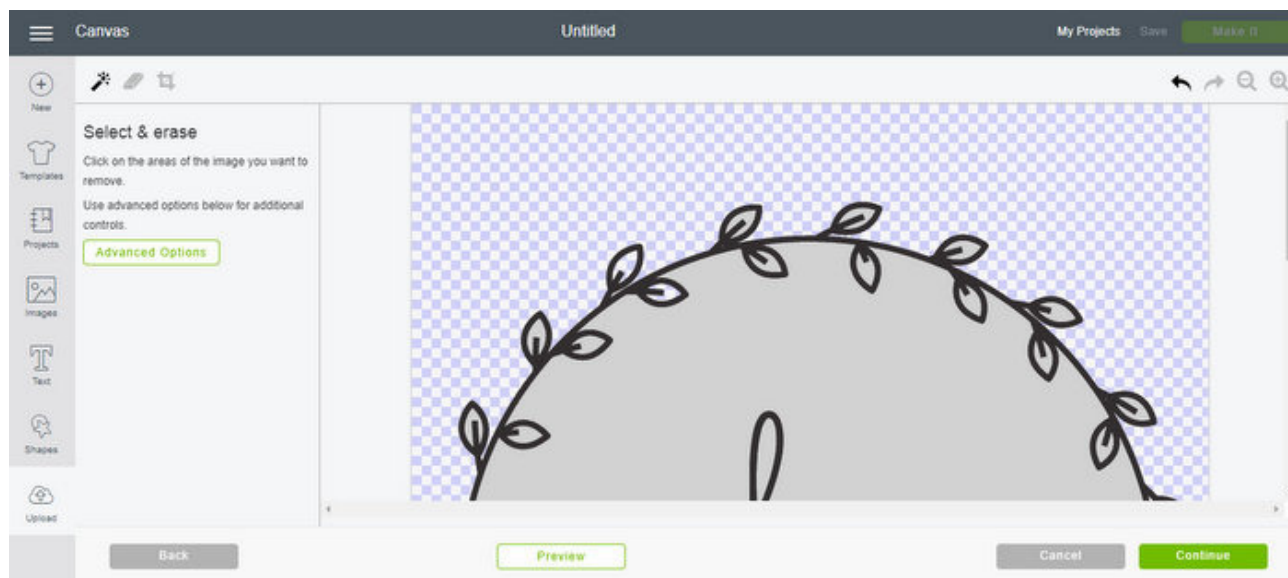 Canvas
Untitled
My Projects
Save
Make It
New
Templates
Projects
Images
Text
Shapes
Upload
Select & erase
Click on the areas of the image you want to
remove.
Use advanced options below for additional
controls.
Advanced Options
Back
Preview
Cancel
Continue